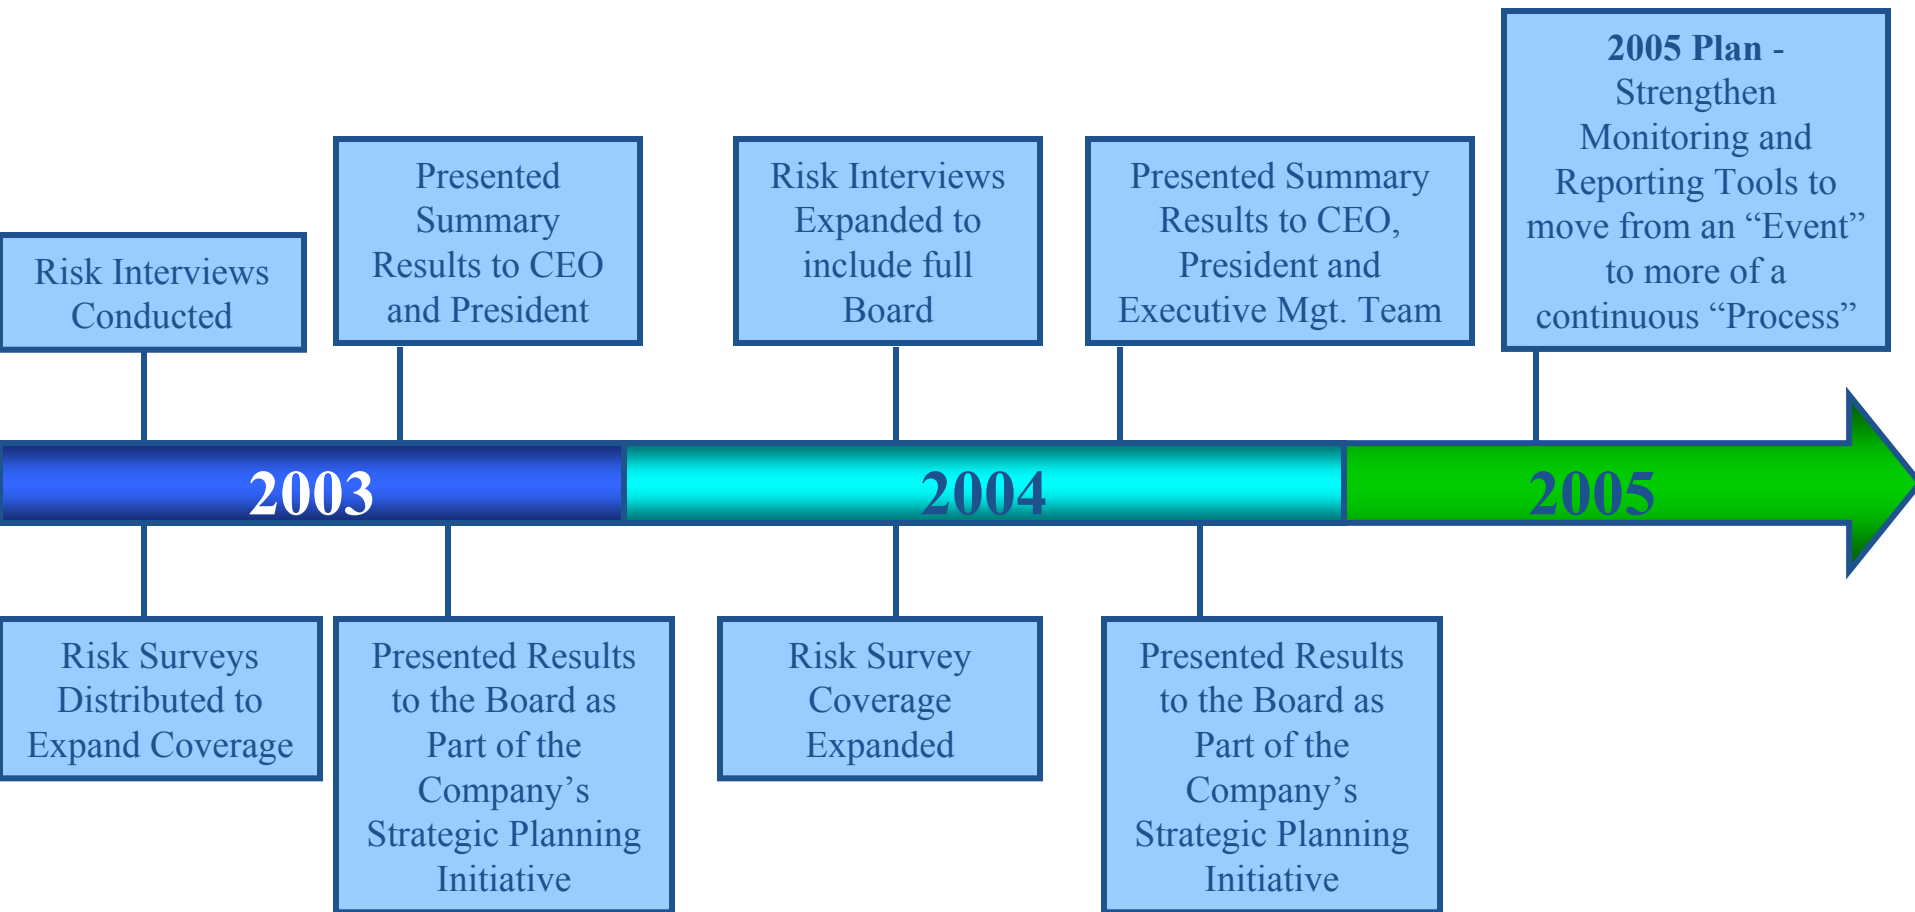 Risk Interviews
Conducted
Presented
Summary
Results to CEO
and President
Risk Interviews
Expanded to
include full
Board
Presented Summary
Results to CEO,
President and
Executive Mgt. Team
2005 Plan -
Strengthen
Monitoring and
Reporting Tools to
move from an “Event”
to more of a
continuous “Process”
2003
2004
2005
Risk Surveys
Distributed to
Expand Coverage
Presented Results
to the Board as
Part of the
Company’s
Strategic Planning
Initiative
Risk Survey
Coverage
Expanded
Presented Results
to the Board as
Part of the
Company’s
Strategic Planning
Initiative